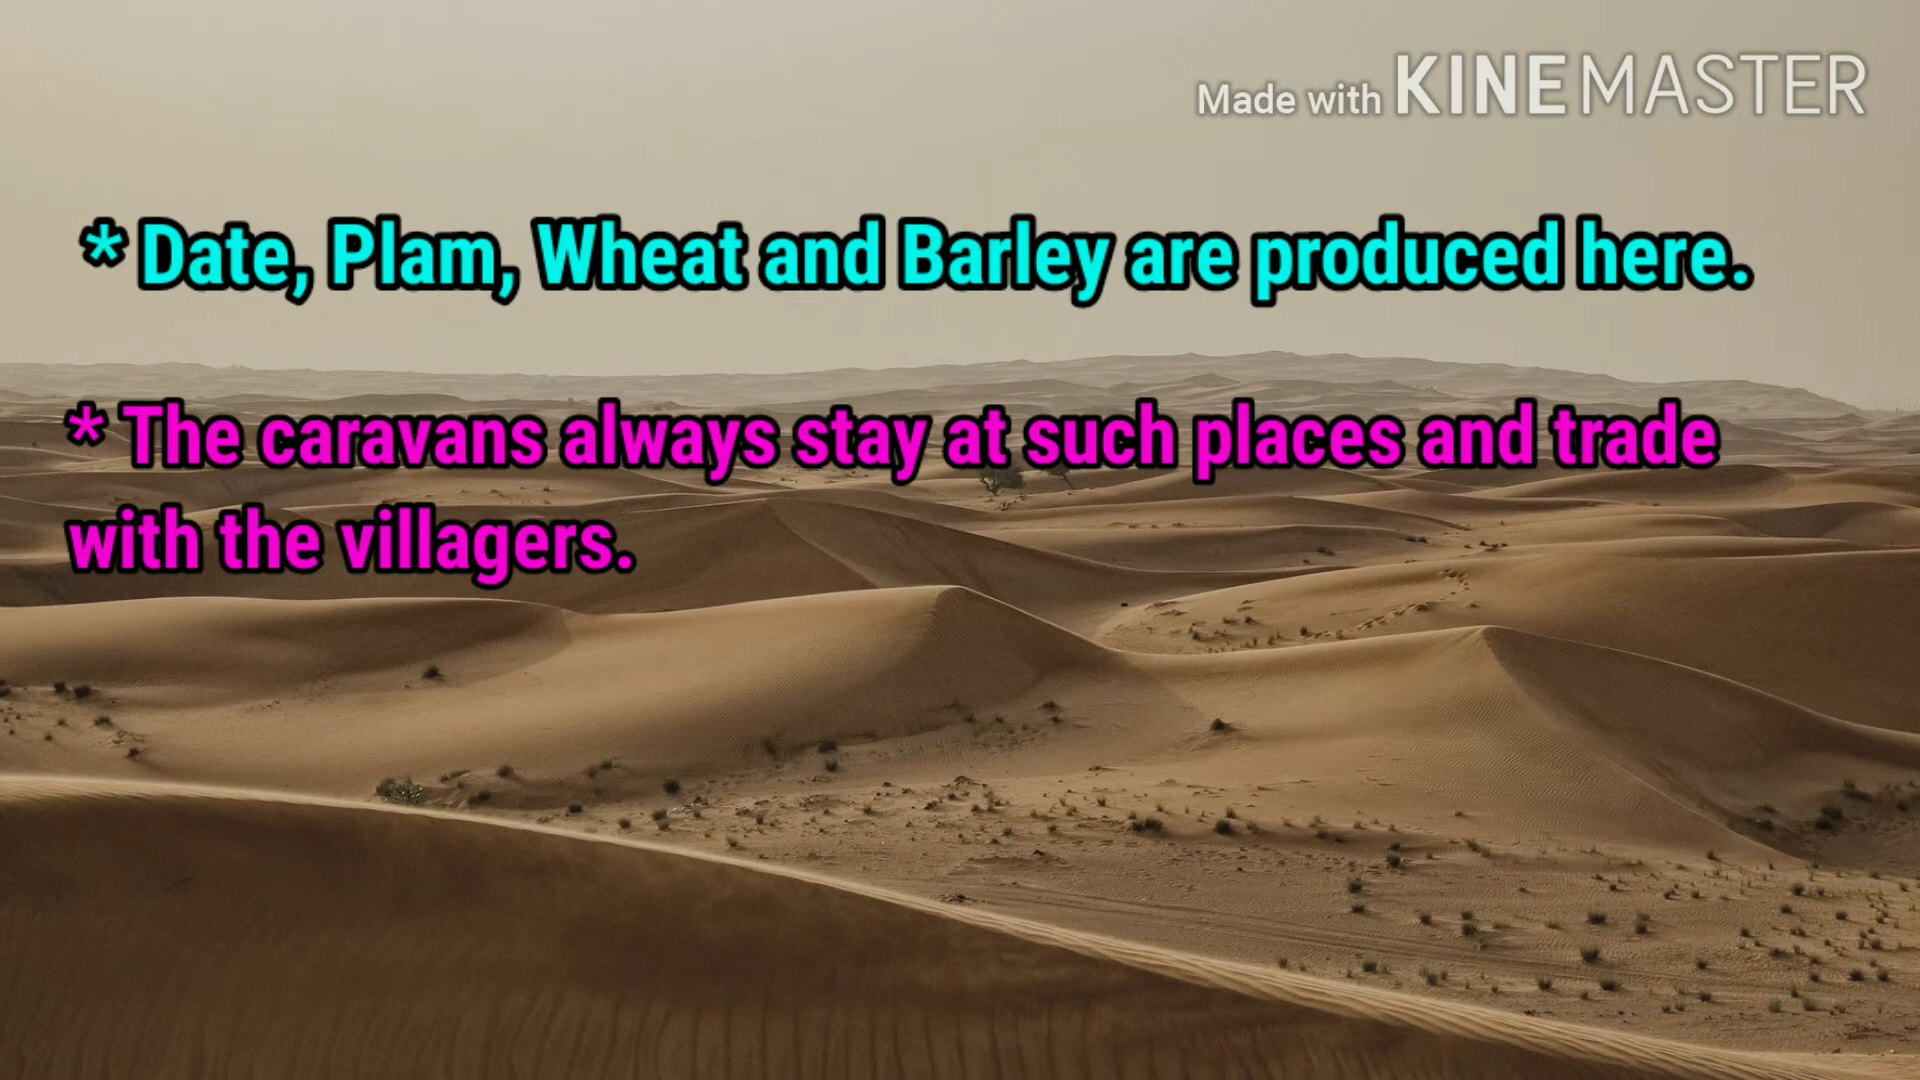 Made with KINEMASTER
* Date, Plam, Wheat and Barley are produced here.
* The caravans always stay at such places and trade
with the villagers.